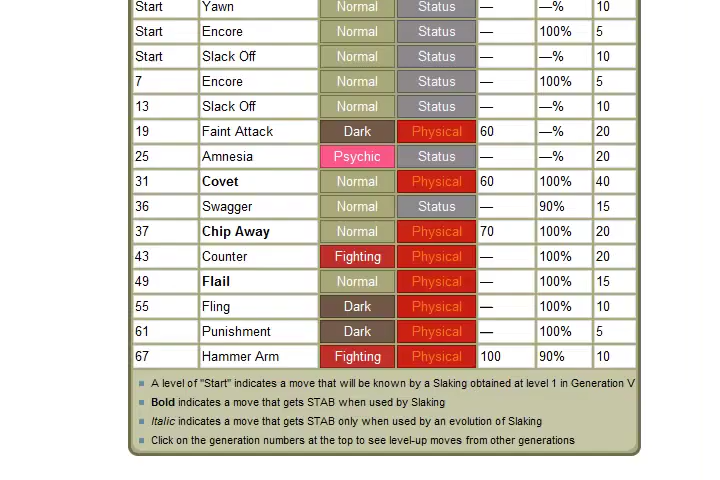 Start Yawn Normal Status — —% 10
Start Encore Normal Status — 100% 5
Start Slack Off Normal Status — —% 10
7 Encore Normal Status — 100% 5
13 Slack Off Normal Status — —% 10
19 Faint Attack Dark Physical 60 —% 20
25 Amnesia Psychic Status — —% 20
31 Covet Normal Physical 60 100% 40
36 Swagger Normal Status — 90% 15
37 Chip Away Normal Physical 70 100% 20
43 Counter Fighting Physical — 100% 20
49 Flail Normal Physical — 100% 15
55 Fling Dark Physical — 100% 10
61 Punishment Dark Physical — 100% 5
67 Hammer Arm Fighting Physical 100 90% 10
A level of "Start" indicates a move that will be known by a Slaking obtained at level 1 in Generation V
Bold indicates a move that gets STAB when used by Slaking
Italic indicates a move that gets STAB only when used by an evolution of Slaking
Click on the generation numbers at the top to see level-up moves from other generations